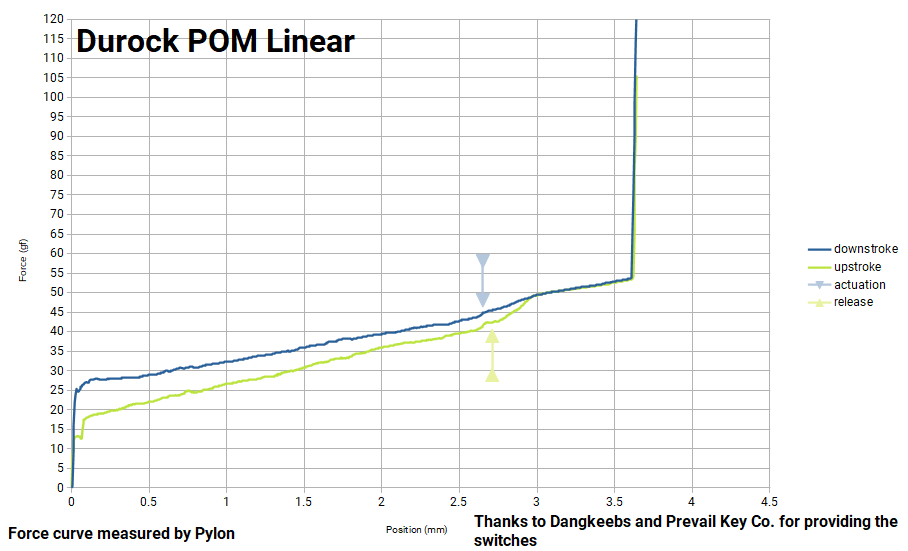 Durock POM Linear
120
115
110
105
100
95
90
85
80
75
70
65
60
55
50
45
40
35
30
25
20
15
10
5
0
Force (gf)
0 0.5 1 1.5 2 2.5 3 3.5 4 4.5
Position (mm)
downstroke
upstroke
actuation
release
Force curve measured by Pylon
Thanks to Dangkeebs and Prevail Key Co. for providing the
switches